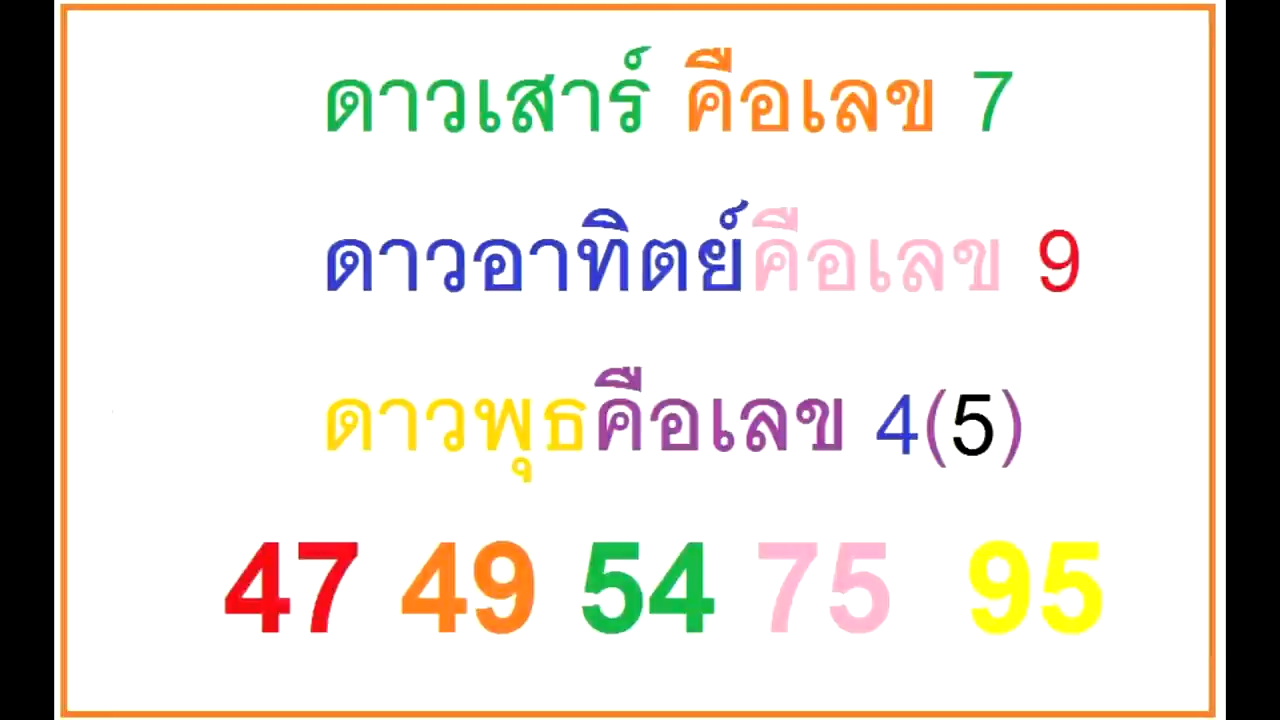 ดาวเสาร์ คือเลข 7
ดาวอาทิตย์คือเลข 9
ดาวพุธคือเลข 4(5)
47 49 54 75 95